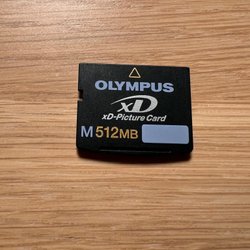 OLYMPUS
xD
xD-Picture Card
M 512MB